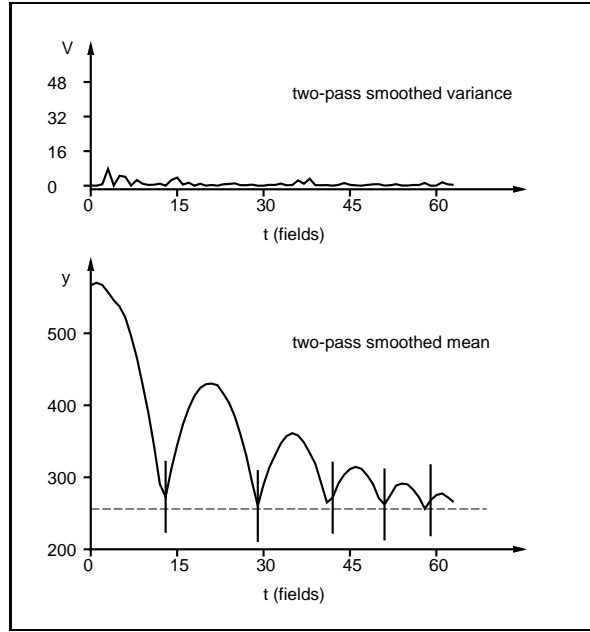 V
48
two-pass smoothed variance
32
16
0
0 15 30 45 60
t (fields)
y
500
two-pass smoothed mean
400
300
200
0 15 30 45 60
t (fields)